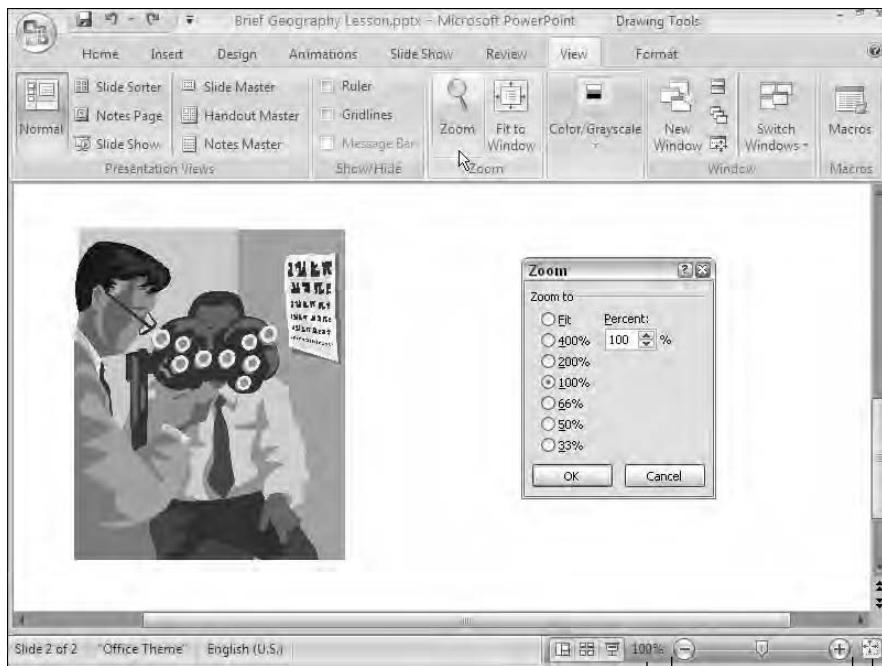 Brief Geography Lesson.pptx - Microsoft PowerPoint Drawing Tools
Home Insert Design Animations Slide Show Review View Format
Normal
Slide Sorter
Notes Page
Slide Show
Slide Master
Handout Master
Notes Master
Presentation Views
Ruler
Gridlines
Message Bar
Show/Hide
Zoom
Fit to
Window
Zoom
Color/Grayscale
New
Window
Switch
Windows
Window
Macros
Macros
Zoom
Zoom to
Fit
400%
200%
100%
66%
50%
33%
Percent:
100 %
OK Cancel
Slide 2 of 2 "Office Theme" English (U.S.) 100%